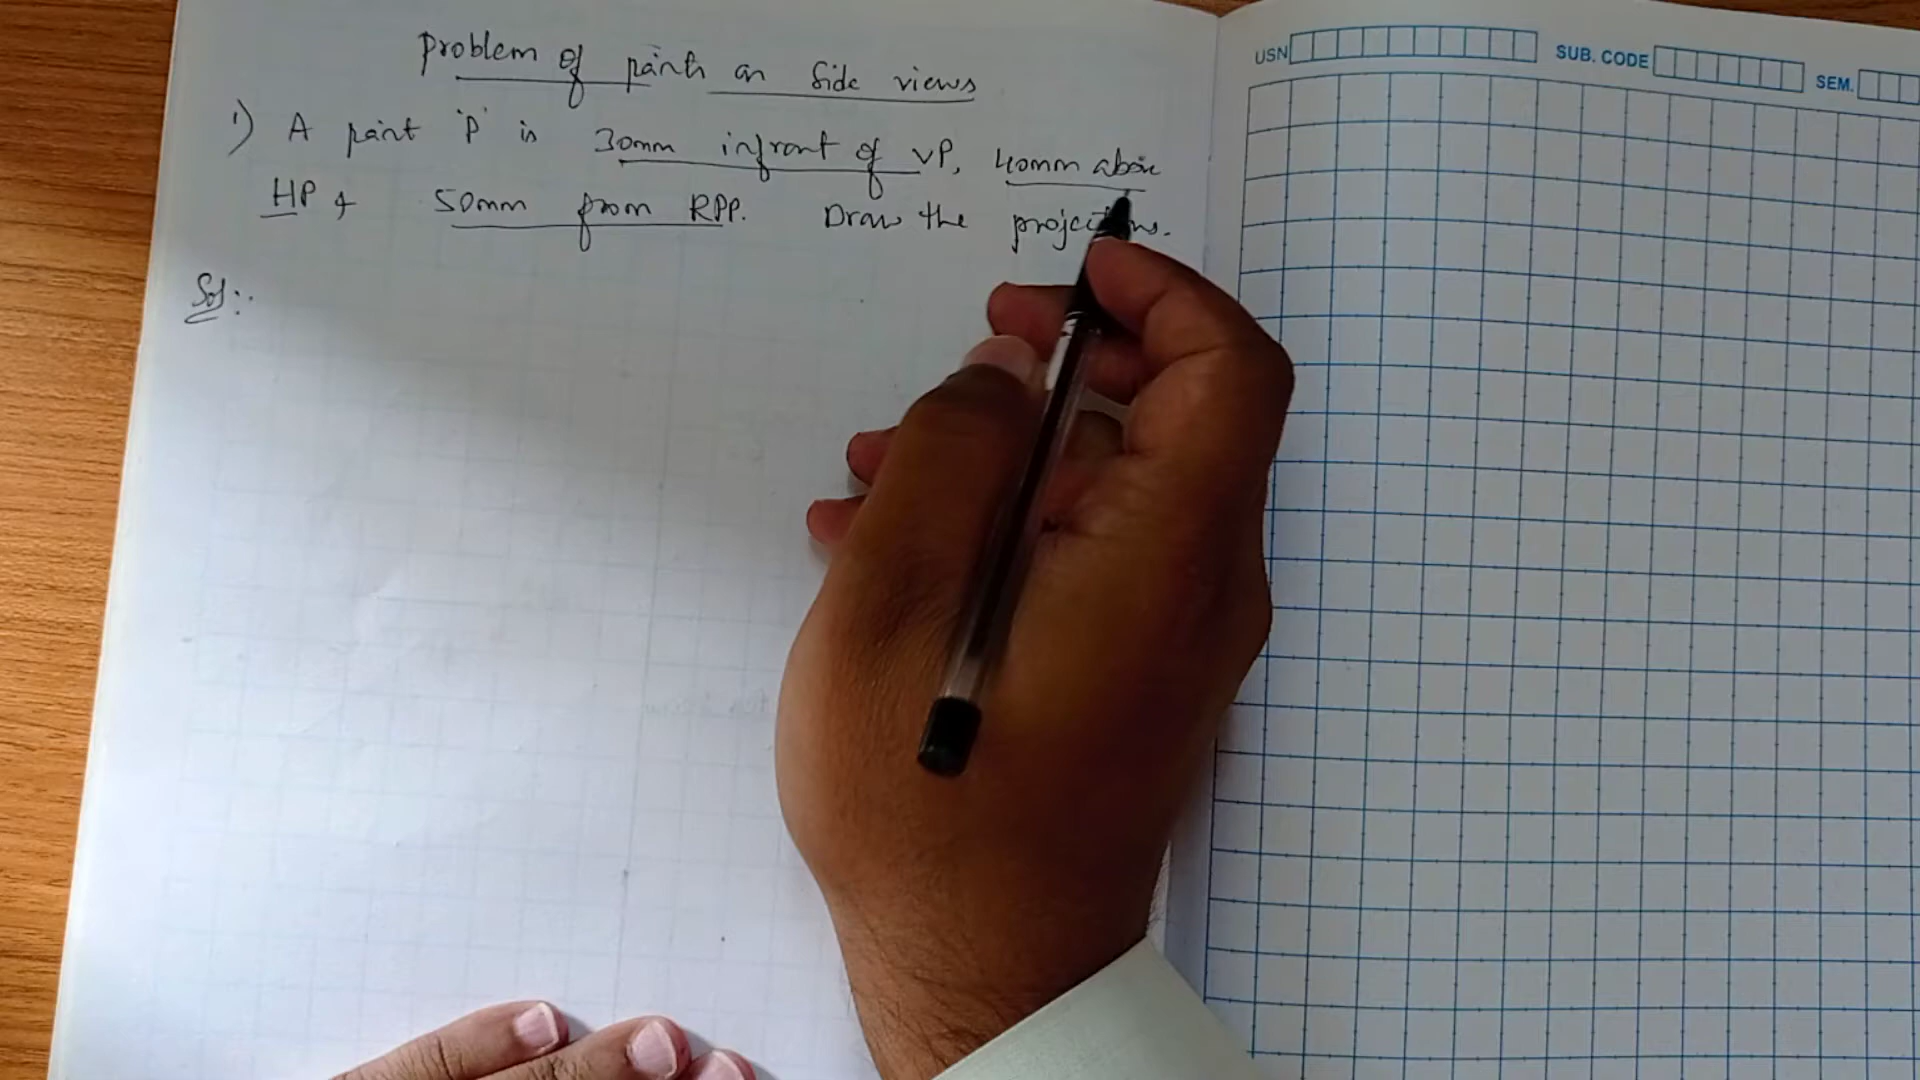 Problem of points on side views
1) A point 'P' is 30mm infront of VP, 40mm above
HP & 50mm from RPP. Draw the projections.
Sol:-
USN SUB. CODE SEM.